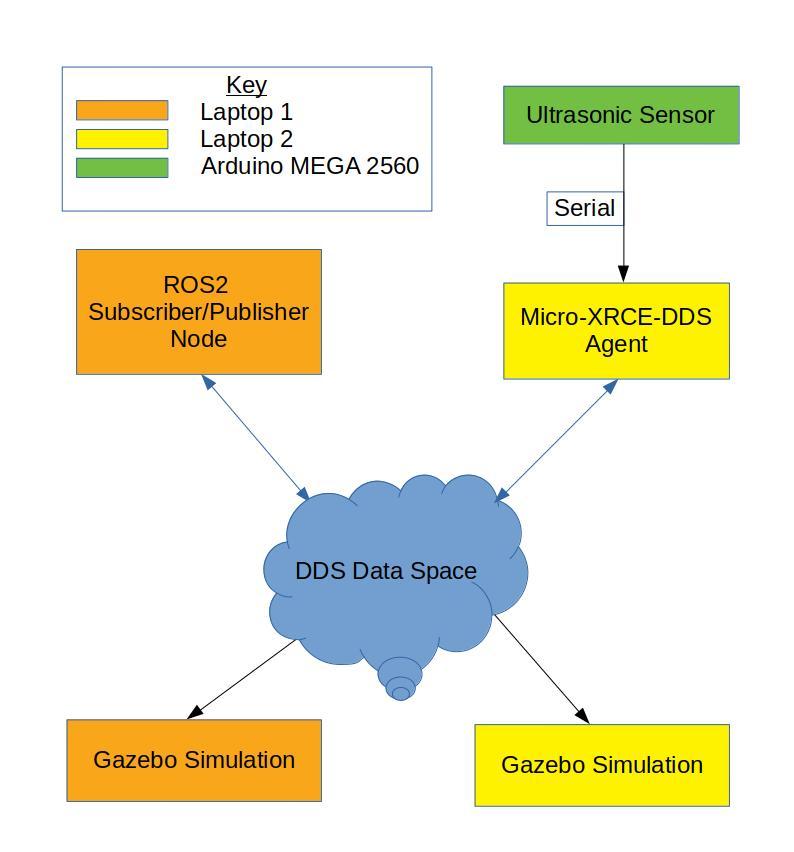 Key
Laptop 1
Laptop 2
Arduino MEGA 2560
Ultrasonic Sensor
Serial
ROS2
Subscriber/Publisher
Node
Micro-XRCE-DDS
Agent
DDS Data Space
Gazebo Simulation
Gazebo Simulation